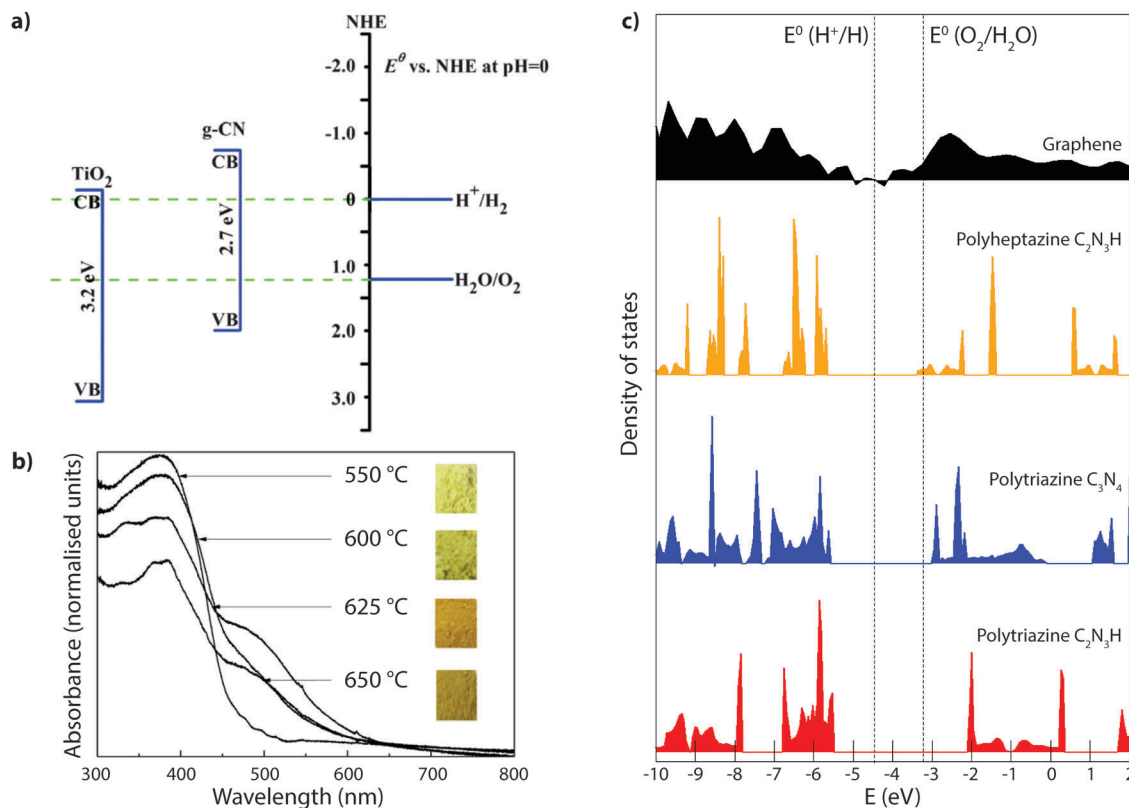 a)
NHE
-2.0
E^θ vs. NHE at pH=0
-1.0
g-CN
CB
TiO₂
CB
0
H⁺/H₂
2.7 eV
3.2 eV
1.0
H₂O/O₂
VB
2.0
VB
3.0
b)
Absorbance (normalised units)
550 °C
600 °C
625 °C
650 °C
300 400 500 600 700 800
Wavelength (nm)
c)
E⁰ (H⁺/H) E⁰ (O₂/H₂O)
Graphene
Polyheptazine C₂N₃H
Density of states
Polytriazine C₃N₄
Polytriazine C₂N₃H
-10 -9 -8 -7 -6 -5 -4 -3 -2 -1 0 1 2
E (eV)